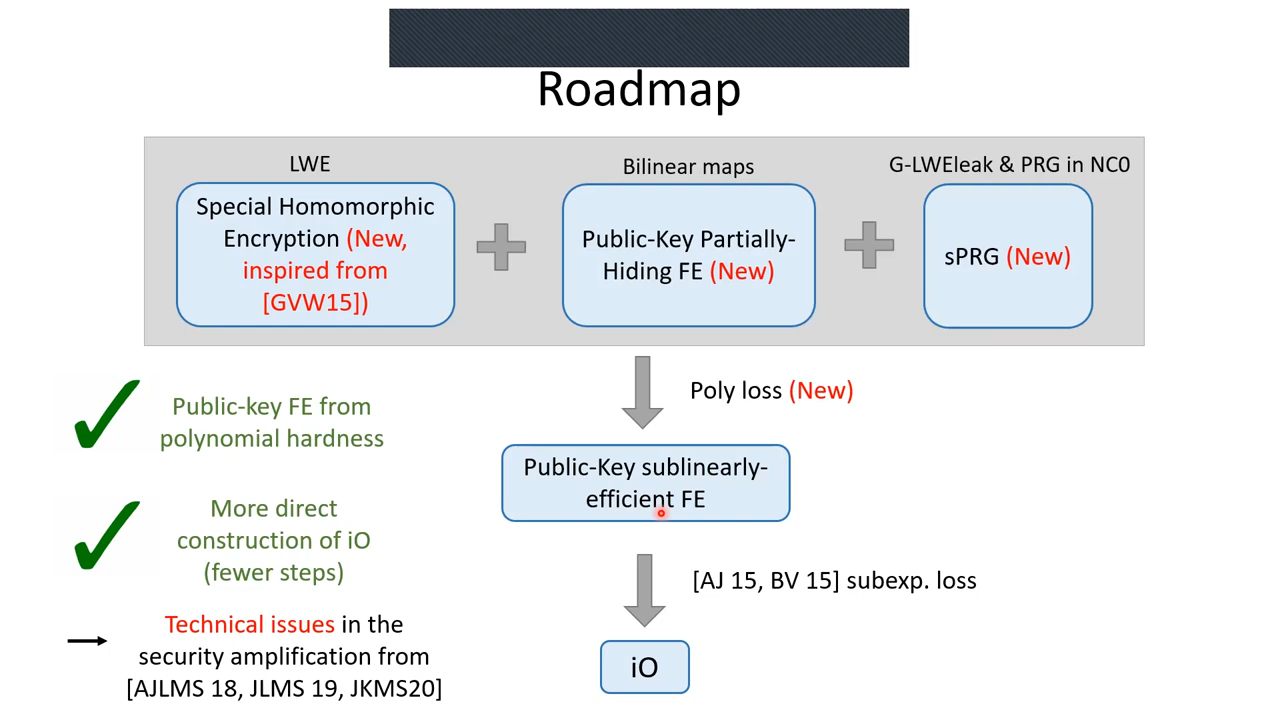 Roadmap
LWE
Special Homomorphic
Encryption (New,
inspired from
[GVW15])
Bilinear maps
Public-Key Partially-
Hiding FE (New)
G-LWEleak & PRG in NC0
sPRG (New)
Poly loss (New)
Public-Key sublinearly-
efficient FE
[AJ 15, BV 15] subexp. loss
iO
Public-key FE from
polynomial hardness
More direct
construction of iO
(fewer steps)
Technical issues in the
security amplification from
[AJLMS 18, JLMS 19, JKMS20]